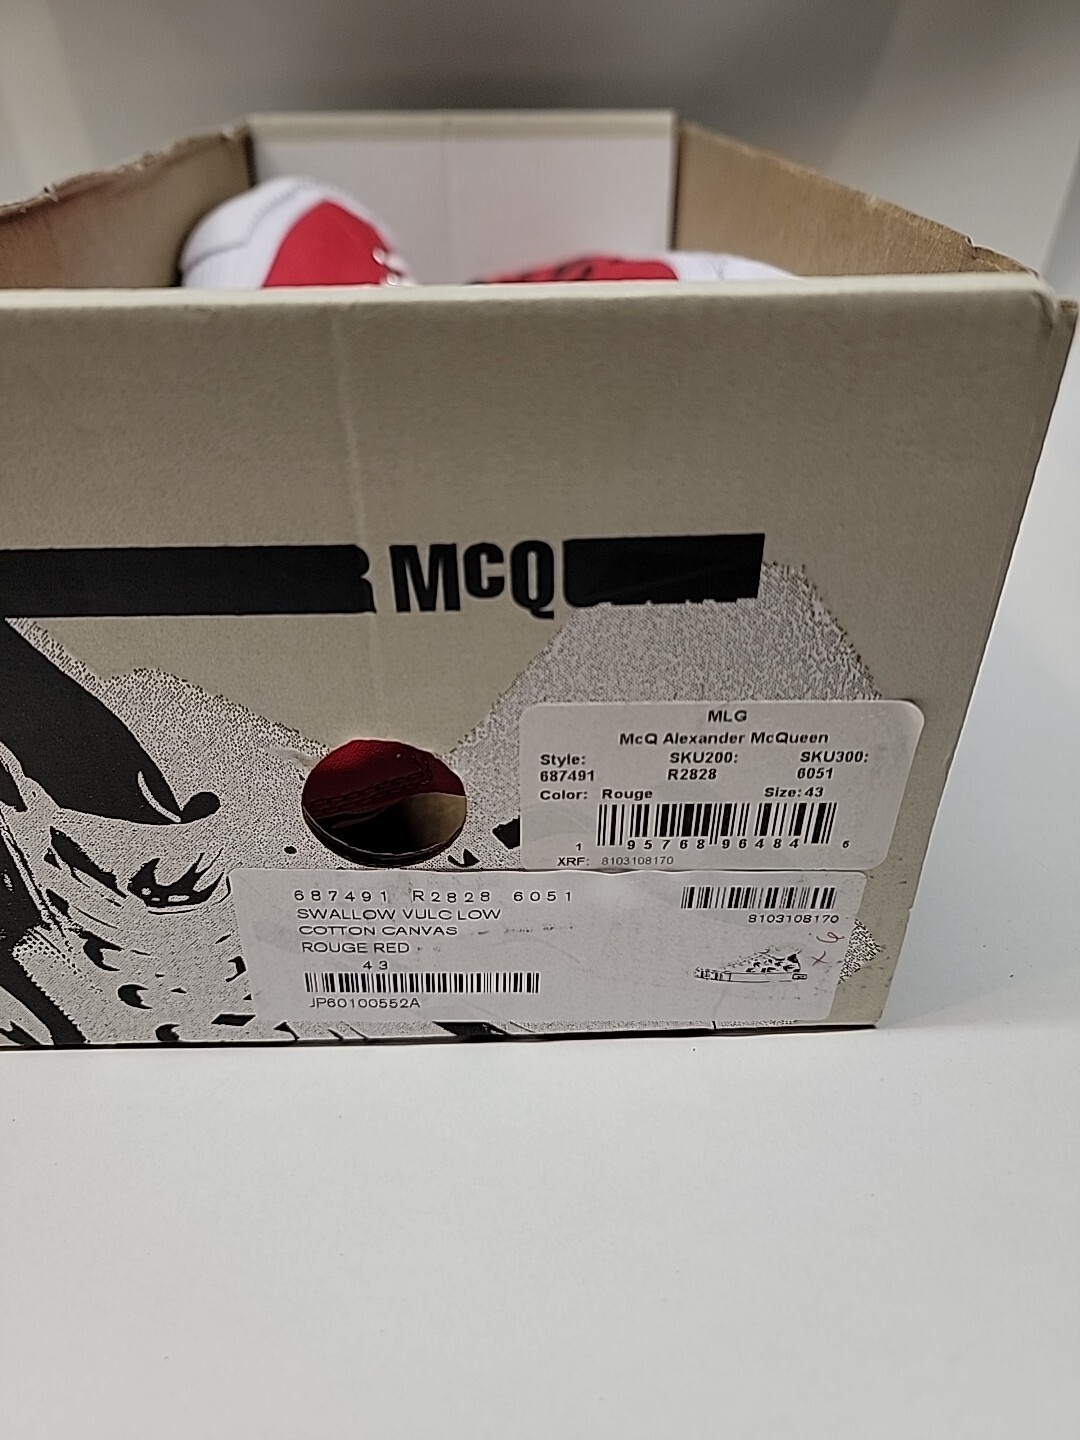 R McQ
MLG
McQ Alexander McQueen
Style: SKU200: SKU300:
687491 R2828 6051
Color: Rouge Size: 43
1 95768 96484 6
XRF: 8103108170
687491 R2828 6051
SWALLOW VULC LOW
8103108170
COTTON CANVAS
ROUGE RED
43
JP60100552A